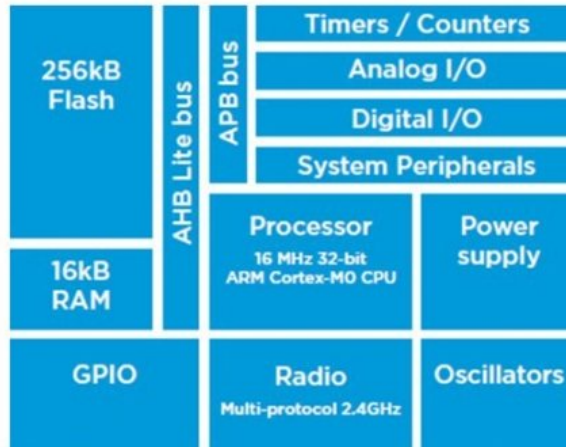 256kB
Flash
16kB
RAM
AHB Lite bus
APB bus
Timers / Counters
Analog I/O
Digital I/O
System Peripherals
Processor
16 MHz 32-bit
ARM Cortex-M0 CPU
Power
supply
GPIO
Radio
Multi-protocol 2.4GHz
Oscillators